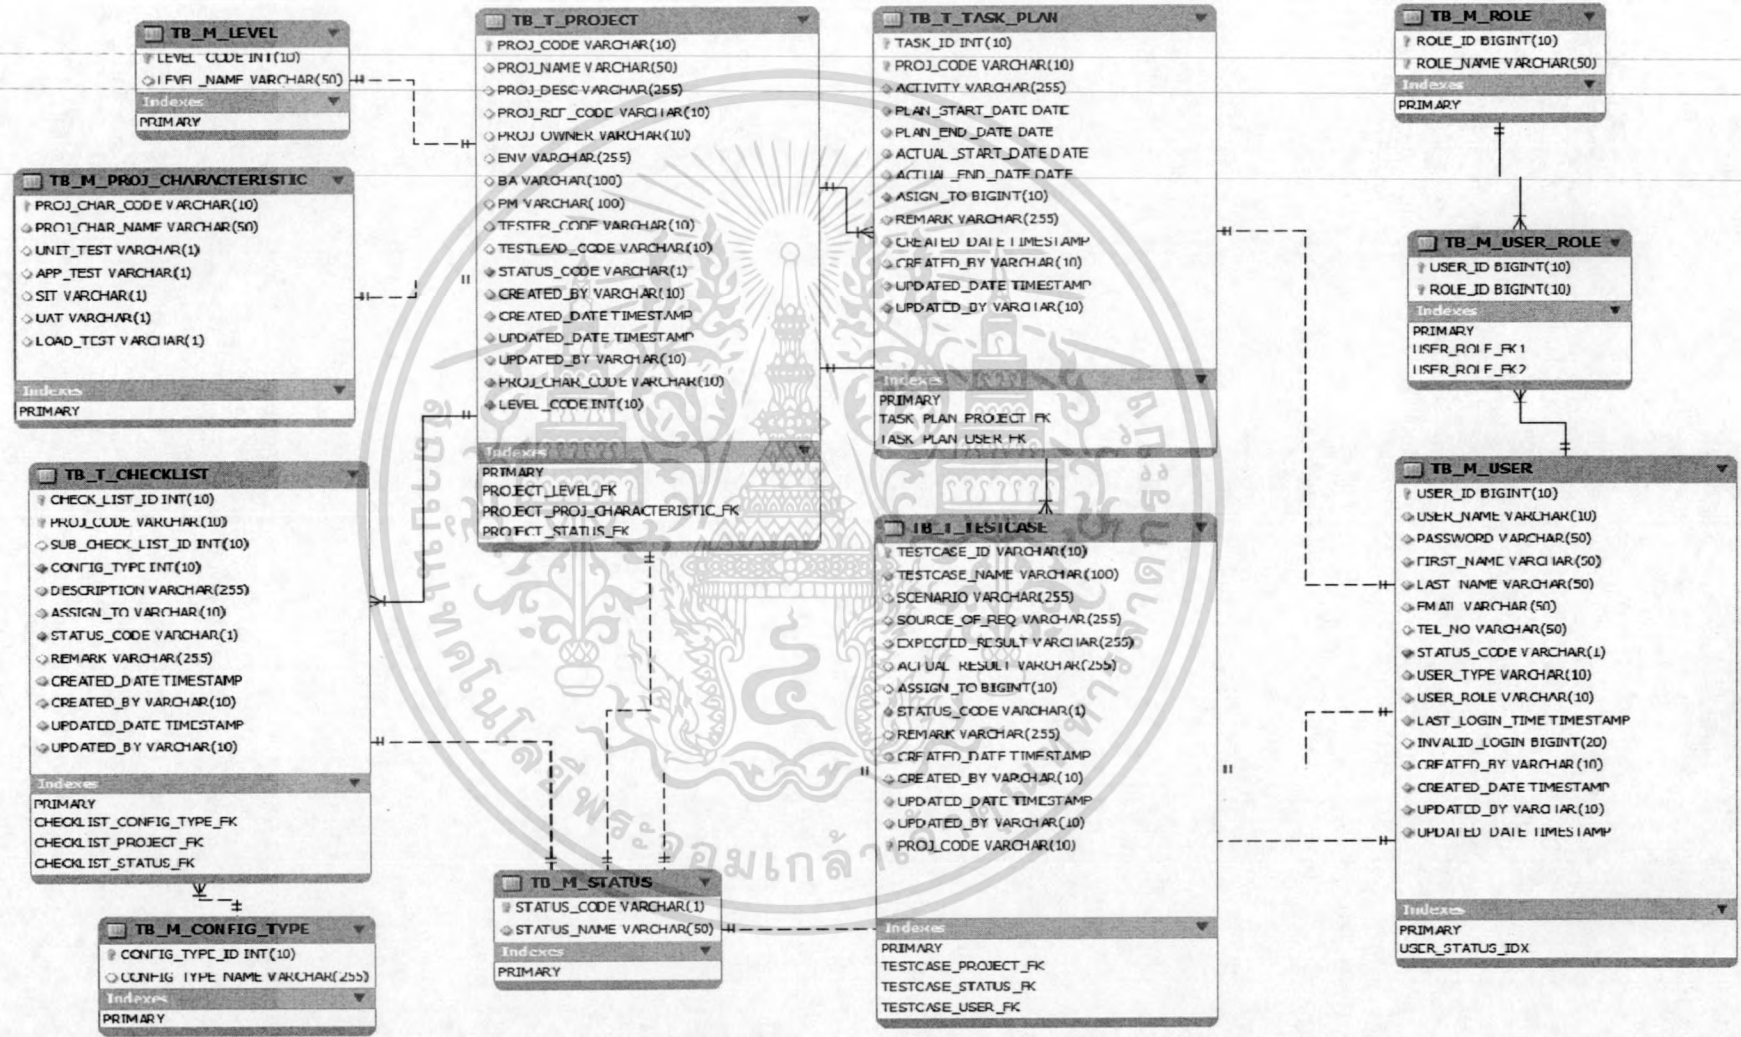 TB_M_LEVEL
LEVEL_CODE INT(10)
LEVEL_NAME VARCHAR(50)
Indexes
PRIMARY
TB_M_PROJ_CHARACTERISTIC
PROJ_CHAR_CODE VARCHAR(10)
PROJ_CHAR_NAME VARCHAR(50)
UNIT_TEST VARCHAR(1)
APP_TEST VARCHAR(1)
SIT VARCHAR(1)
UAT VARCHAR(1)
LOAD_TEST VARCHAR(1)
Indexes
PRIMARY
TB_T_CHECKLIST
CHECK_LIST_ID INT(10)
PROJ_CODE VARCHAR(10)
SUB_CHECK_LIST_ID INT(10)
CONFIG_TYPE INT(10)
DESCRIPTION VARCHAR(255)
ASSIGN_TO VARCHAR(10)
STATUS_CODE VARCHAR(1)
REMARK VARCHAR(255)
CREATED_DATE TIMESTAMP
CREATED_BY VARCHAR(10)
UPDATED_DATE TIMESTAMP
UPDATED_BY VARCHAR(10)
Indexes
PRIMARY
CHECKLIST_CONFIG_TYPE_FK
CHECKLIST_PROJECT_FK
CHECKLIST_STATUS_FK
TB_M_CONFIG_TYPE
CONFIG_TYPE_ID INT(10)
CONFIG_TYPE_NAME VARCHAR(255)
Indexes
PRIMARY
TB_T_PROJECT
PROJ_CODE VARCHAR(10)
PROJ_NAME VARCHAR(50)
PROJ_DESC VARCHAR(255)
PROJ_REF_CODE VARCHAR(10)
PROJ_OWNER VARCHAR(10)
ENV VARCHAR(255)
BA VARCHAR(100)
PM VARCHAR(100)
TESTER_CODE VARCHAR(10)
TESTLEAD_CODE VARCHAR(10)
STATUS_CODE VARCHAR(1)
CREATED_BY VARCHAR(10)
CREATED_DATE TIMESTAMP
UPDATED_DATE TIMESTAMP
UPDATED_BY VARCHAR(10)
PROJ_CHAR_CODE VARCHAR(10)
LEVEL_CODE INT(10)
Indexes
PRIMARY
PROJECT_LEVEL_FK
PROJECT_PROJ_CHARACTERISTIC_FK
PROJECT_STATUS_FK
TB_M_STATUS
STATUS_CODE VARCHAR(1)
STATUS_NAME VARCHAR(50)
Indexes
PRIMARY
TB_T_TASK_PLAN
TASK_ID INT(10)
PROJ_CODE VARCHAR(10)
ACTIVITY VARCHAR(255)
PLAN_START_DATE DATE
PLAN_END_DATE DATE
ACTUAL_START_DATE DATE
ACTUAL_END_DATE DATE
ASIGN_TO BIGINT(10)
REMARK VARCHAR(255)
CREATED_DATE TIMESTAMP
CREATED_BY VARCHAR(10)
UPDATED_DATE TIMESTAMP
UPDATED_BY VARCHAR(10)
Indexes
PRIMARY
TASK_PLAN_PROJECT_FK
TASK_PLAN_USER_FK
TB_T_TESTCASE
TESTCASE_ID VARCHAR(10)
TESTCASE_NAME VARCHAR(100)
SCENARIO VARCHAR(255)
SOURCE_OF_REQ VARCHAR(255)
EXPECTED_RESULT VARCHAR(255)
ACTUAL_RESULT VARCHAR(255)
ASSIGN_TO BIGINT(10)
STATUS_CODE VARCHAR(1)
REMARK VARCHAR(255)
CREATED_DATE TIMESTAMP
CREATED_BY VARCHAR(10)
UPDATED_DATE TIMESTAMP
UPDATED_BY VARCHAR(10)
PROJ_CODE VARCHAR(10)
Indexes
PRIMARY
TESTCASE_PROJECT_FK
TESTCASE_STATUS_FK
TESTCASE_USER_FK
TB_M_ROLE
ROLE_ID BIGINT(10)
ROLE_NAME VARCHAR(50)
Indexes
PRIMARY
TB_M_USER_ROLE
USER_ID BIGINT(10)
ROLE_ID BIGINT(10)
Indexes
PRIMARY
USER_ROLE_FK1
USER_ROLE_FK2
TB_M_USER
USER_ID BIGINT(10)
USER_NAME VARCHAR(10)
PASSWORD VARCHAR(50)
FIRST_NAME VARCHAR(50)
LAST_NAME VARCHAR(50)
EMAIL VARCHAR(50)
TEL_NO VARCHAR(50)
STATUS_CODE VARCHAR(1)
USER_TYPE VARCHAR(10)
USER_ROLE VARCHAR(10)
LAST_LOGIN_TIME TIMESTAMP
INVALID_LOGIN BIGINT(20)
CREATED_BY VARCHAR(10)
CREATED_DATE TIMESTAMP
UPDATED_BY VARCHAR(10)
UPDATED_DATE TIMESTAMP
Indexes
PRIMARY
USER_STATUS_IDX